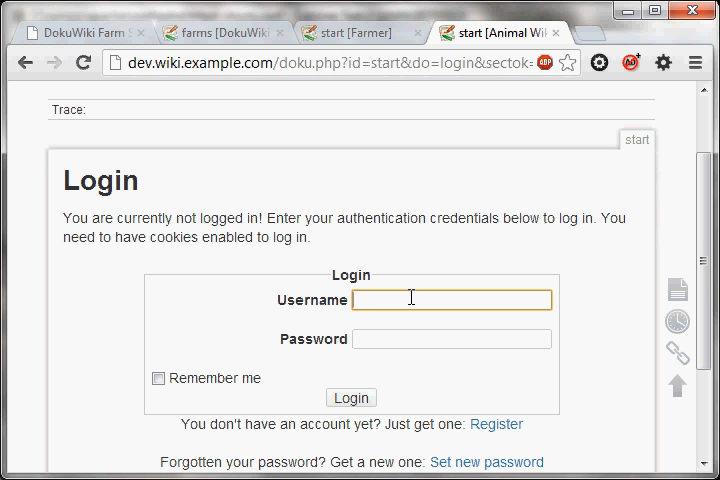 DokuWiki Farm S
farms [DokuWiki
start [Farmer]
start [Animal Wik
dev.wiki.example.com/doku.php?id=start&do=login&sectok=
ABP
Trace:
start
Login
You are currently not logged in! Enter your authentication credentials below to log in. You
need to have cookies enabled to log in.
Login
Username
Password
Remember me
Login
You don't have an account yet? Just get one: Register
Forgotten your password? Get a new one: Set new password